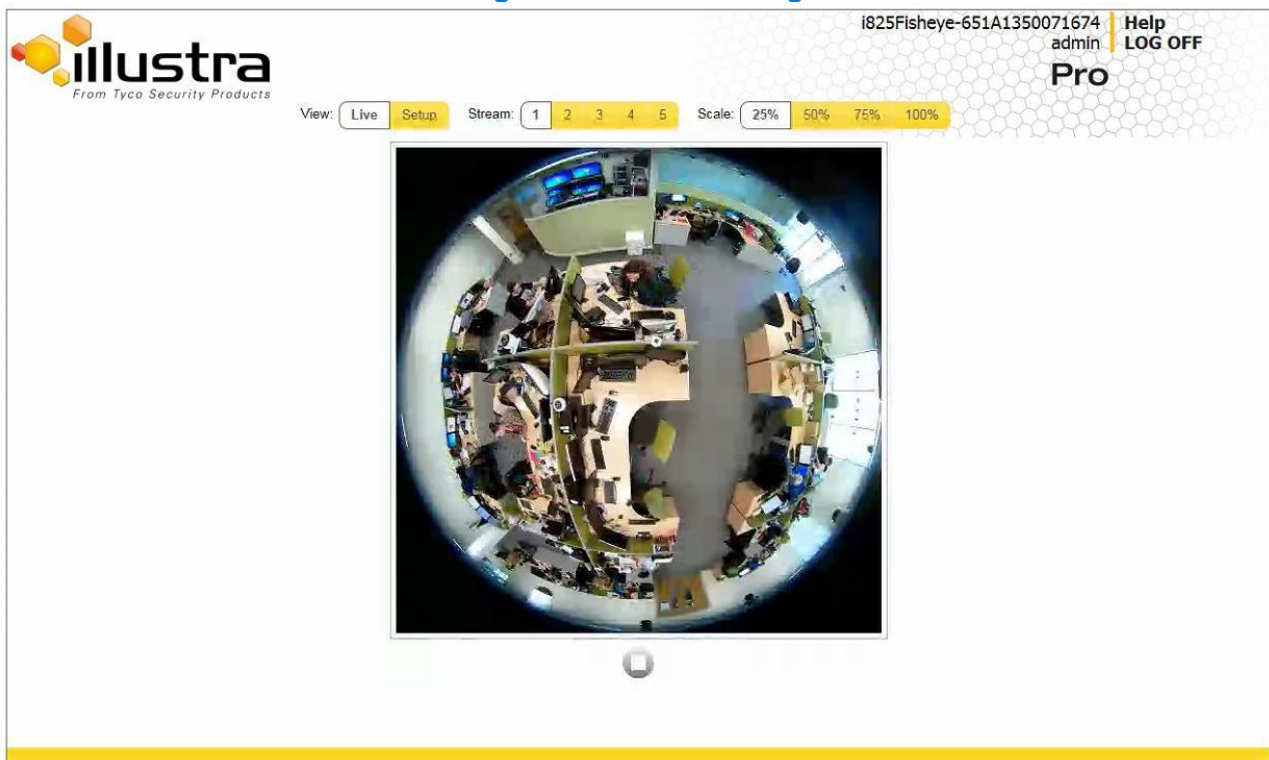 i825Fisheye-651A1350071674 Help
admin LOG OFF
illustra
From Tyco Security Products
Pro
View: Live Setup Stream: 1 2 3 4 5 Scale: 25% 50% 75% 100%